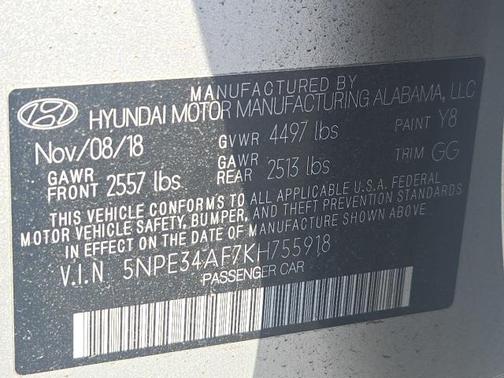 MANUFACTURED BY
HYUNDAI MOTOR MANUFACTURING ALABAMA, LLC
Nov/08/18 GVWR 4497 lbs PAINT Y8
GAWR FRONT 2557 lbs GAWR REAR 2513 lbs TRIM GG
THIS VEHICLE CONFORMS TO ALL APPLICABLE U.S.A. FEDERAL
MOTOR VEHICLE SAFETY, BUMPER, AND THEFT PREVENTION STANDARDS
IN EFFECT ON THE DATE OF MANUFACTURE SHOWN ABOVE.
V.I.N 5NPE34AF7KH755918
PASSENGER CAR